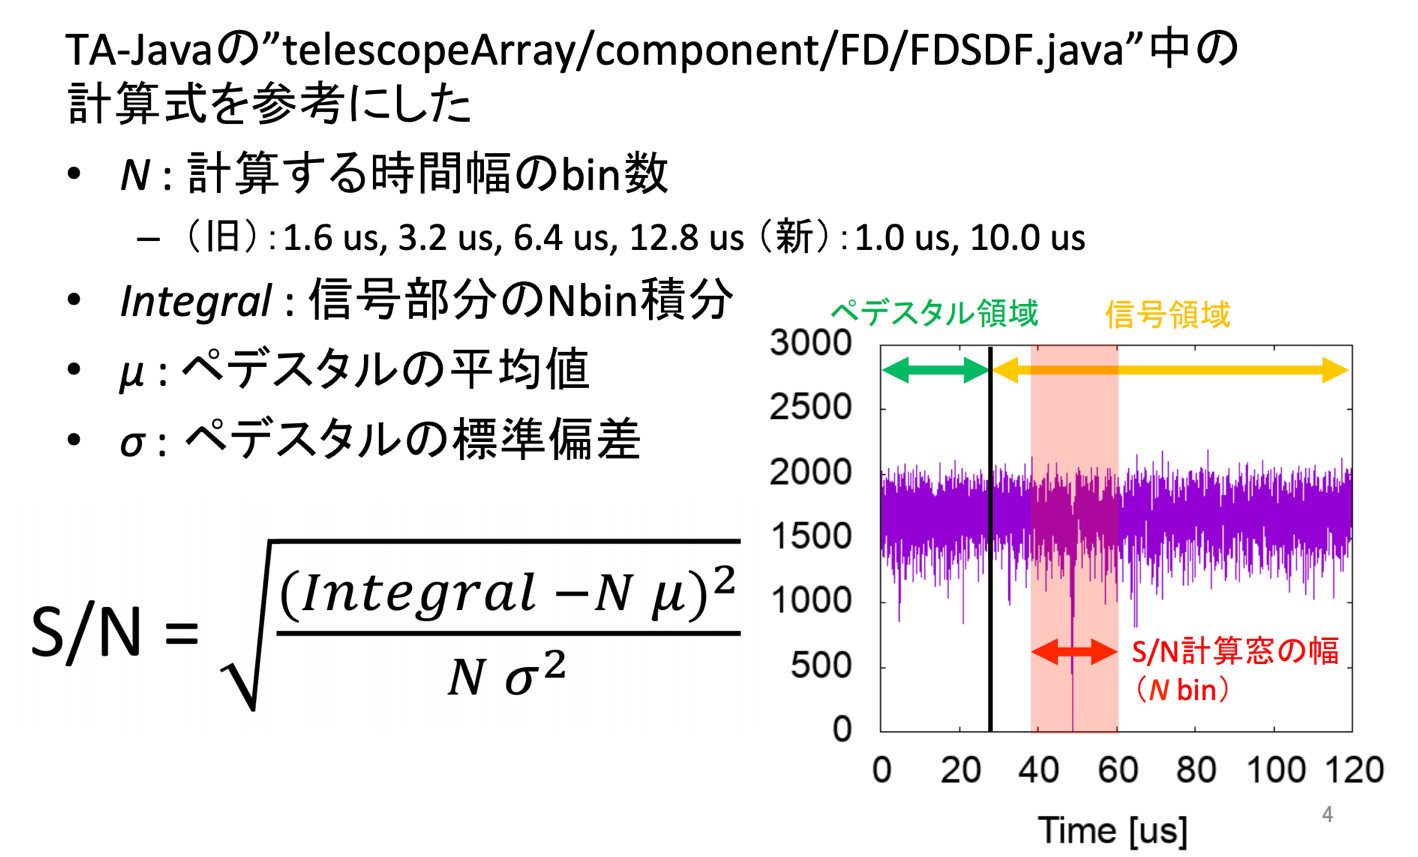 TA-Javaの”telescopeArray/component/FD/FDSDF.java”中の
計算式を参考にした
• N : 計算する時間幅のbin数
– （旧）：1.6 us, 3.2 us, 6.4 us, 12.8 us （新）：1.0 us, 10.0 us
• Integral : 信号部分のNbin積分
• μ : ペデスタルの平均値
• σ : ペデスタルの標準偏差
S/N = √((Integral − N μ)² / (N σ²))
ペデスタル領域 信号領域
3000
2500
2000
1500
1000
500
0
S/N計算窓の幅
（N bin）
0 20 40 60 80 100 120
Time [us]
4